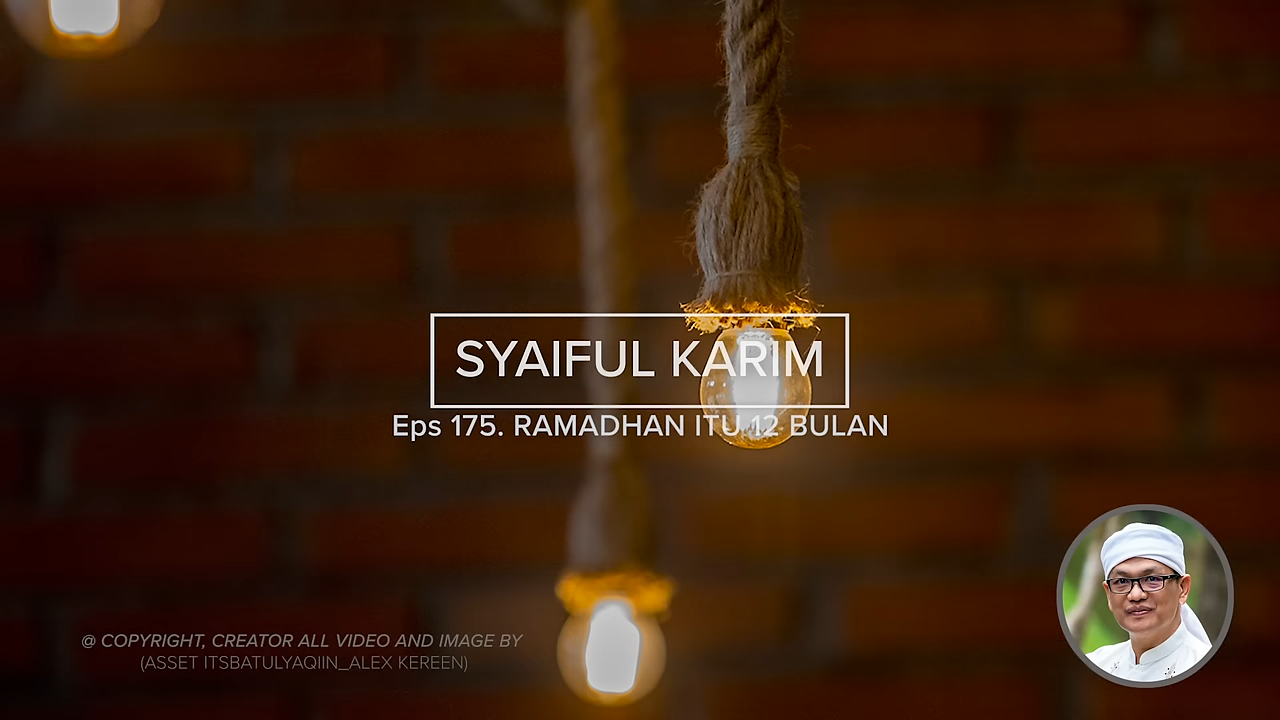 SYAIFUL KARIM
Eps 175. RAMADHAN ITU 12 BULAN
@ COPYRIGHT, CREATOR ALL VIDEO AND IMAGE BY
(ASSET ITSBATULYAQIIN_ALEX KEREEN)